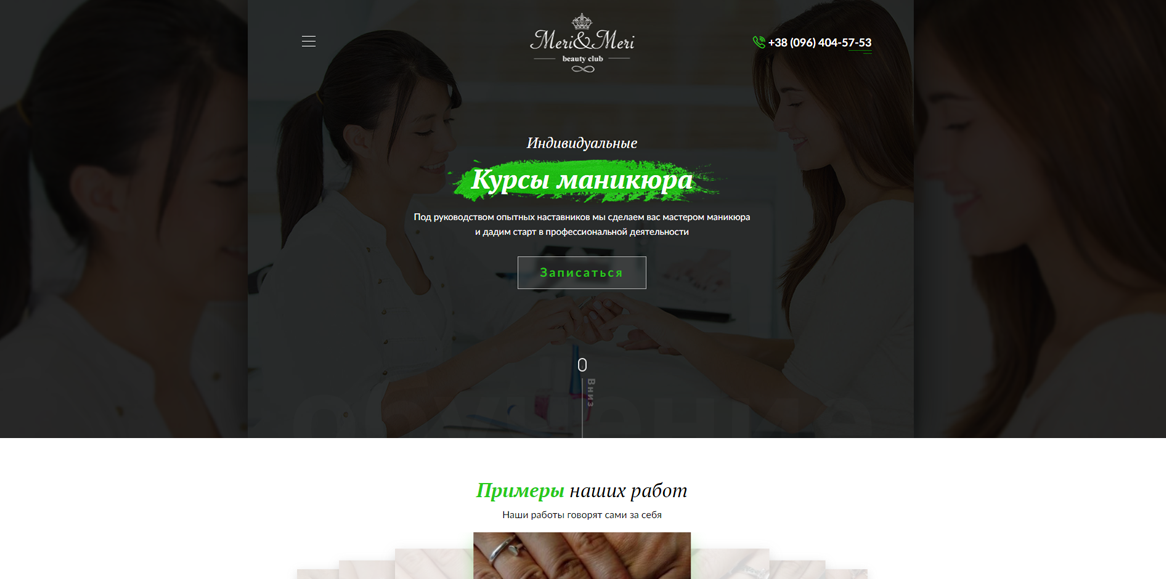 Meri&Meri
beauty club
+38 (096) 404-57-53
Индивидуальные
Курсы маникюра
Под руководством опытных наставников мы сделаем вас мастером маникюра
и дадим старт в профессиональной деятельности
Записаться
Вниз
Примеры наших работ
Наши работы говорят сами за себя